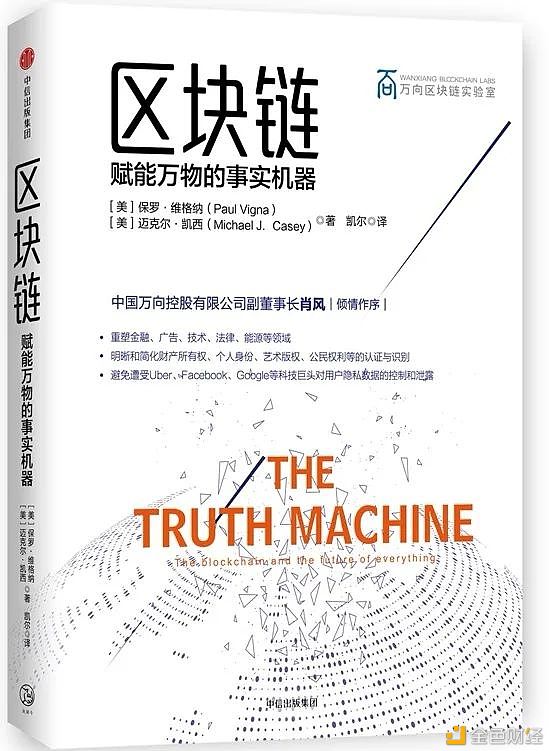 中信出版集团
区块链
赋能万物的事实机器
[美] 保罗·维格纳
[美] 迈克尔·凯西
著
凯尔◎译
WANXIANG BLOCKCHAIN LABS
万向区块链实验室
区块链
赋能万物的事实机器
[美] 保罗·维格纳 (Paul Vigna)
[美] 迈克尔·凯西 (Michael J. Casey)
◎著 凯尔◎译
中国万向控股有限公司副董事长肖风|倾情作序|
• 重塑金融、广告、技术、法律、能源等领域
• 明晰和简化财产所有权、个人身份、艺术版权、公民权利等的认证与识别
• 避免遭受Uber、Facebook、Google等科技巨头对用户隐私数据的控制和泄露
THE
TRUTH MACHINE
The blockchain and the future of everything
中信出版集团
金色财经